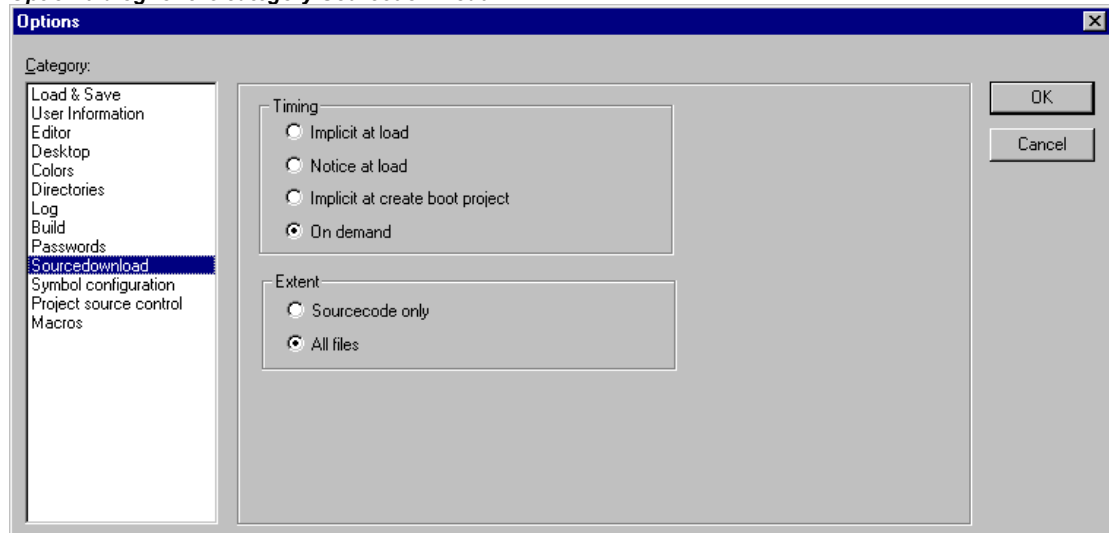 Options
Category:
Load & Save
User Information
Editor
Desktop
Colors
Directories
Log
Build
Passwords
Sourcedownload
Symbol configuration
Project source control
Macros
Timing
Implicit at load
Notice at load
Implicit at create boot project
On demand
Extent
Sourcecode only
All files
OK
Cancel